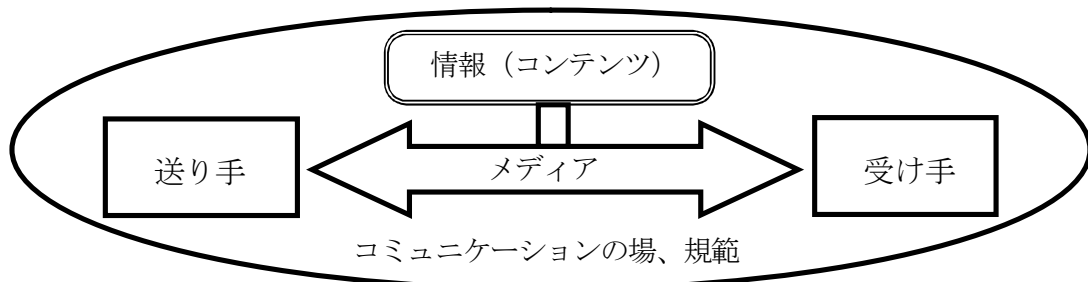 情報（コンテンツ）
送り手
メディア
受け手
コミュニケーションの場、規範